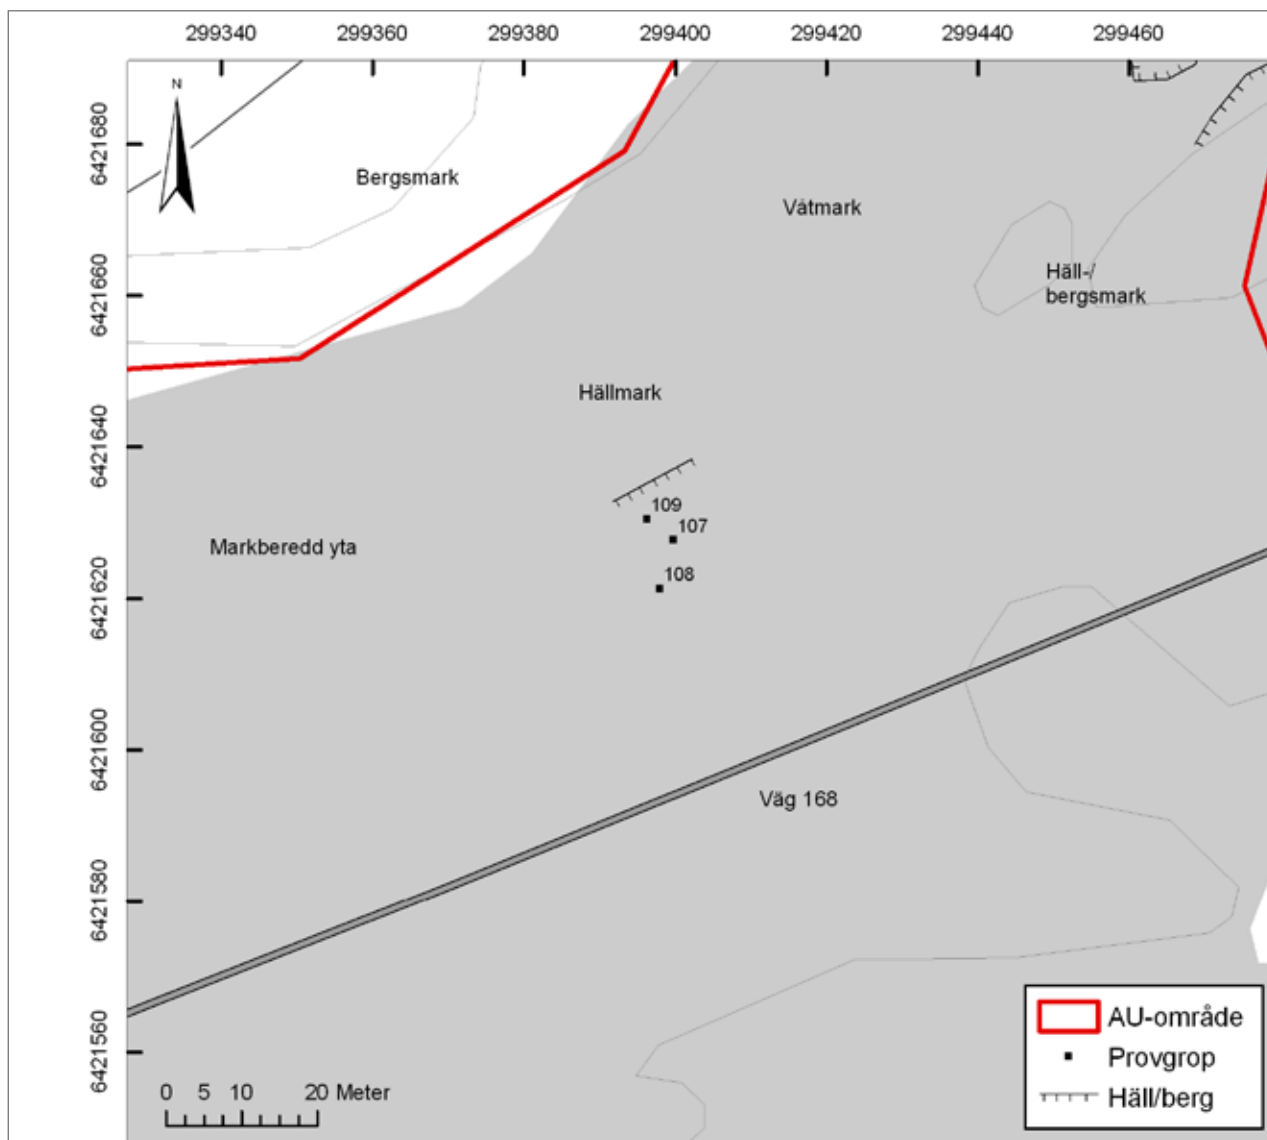 299340 299360 299380 299400 299420 299440 299460
N
6421680
Bergsmark
Våtmark
6421660
Häll-/
bergsmark
Hällmark
6421640
109
107
Markberedd yta
108
6421620
6421600
Väg 168
6421580
6421560
AU-område
Provgrop
Häll/berg
0 5 10 20 Meter